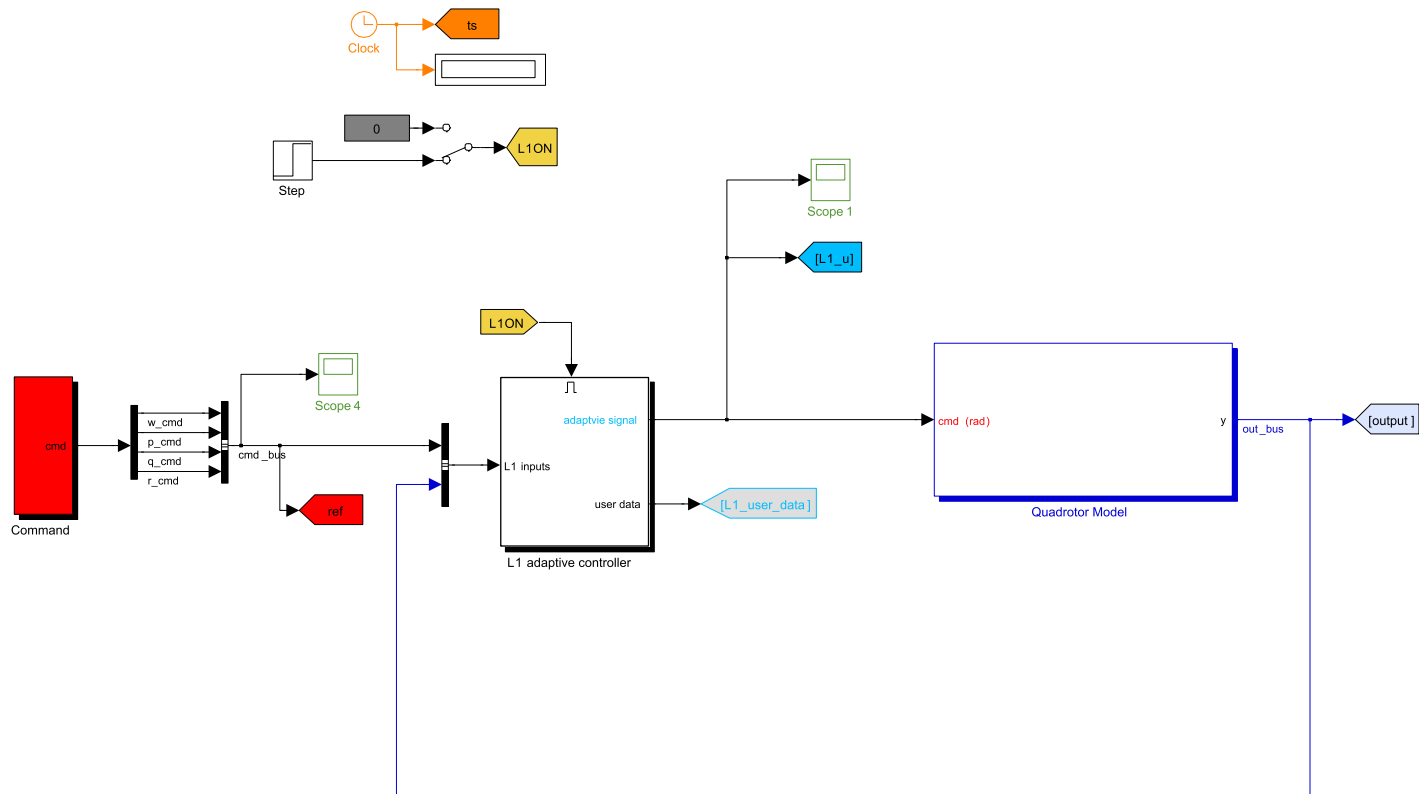 ts
Clock
0
L1ON
Step
Scope 1
[L1_u]
L1ON
Scope 4
cmd
w_cmd
p_cmd
q_cmd
r_cmd
cmd _bus
ref
Command
adaptvie signal
L1 inputs
user data
[L1_user_data ]
L1 adaptive controller
cmd (rad)
y
out_bus
[output ]
Quadrotor Model